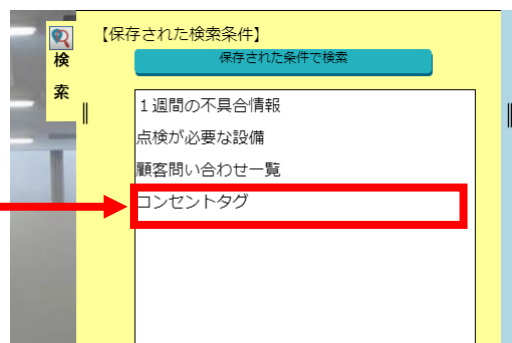 【保存された検索条件】
検索
保存された条件で検索
１週間の不具合情報
点検が必要な設備
顧客問い合わせ一覧
コンセントタグ